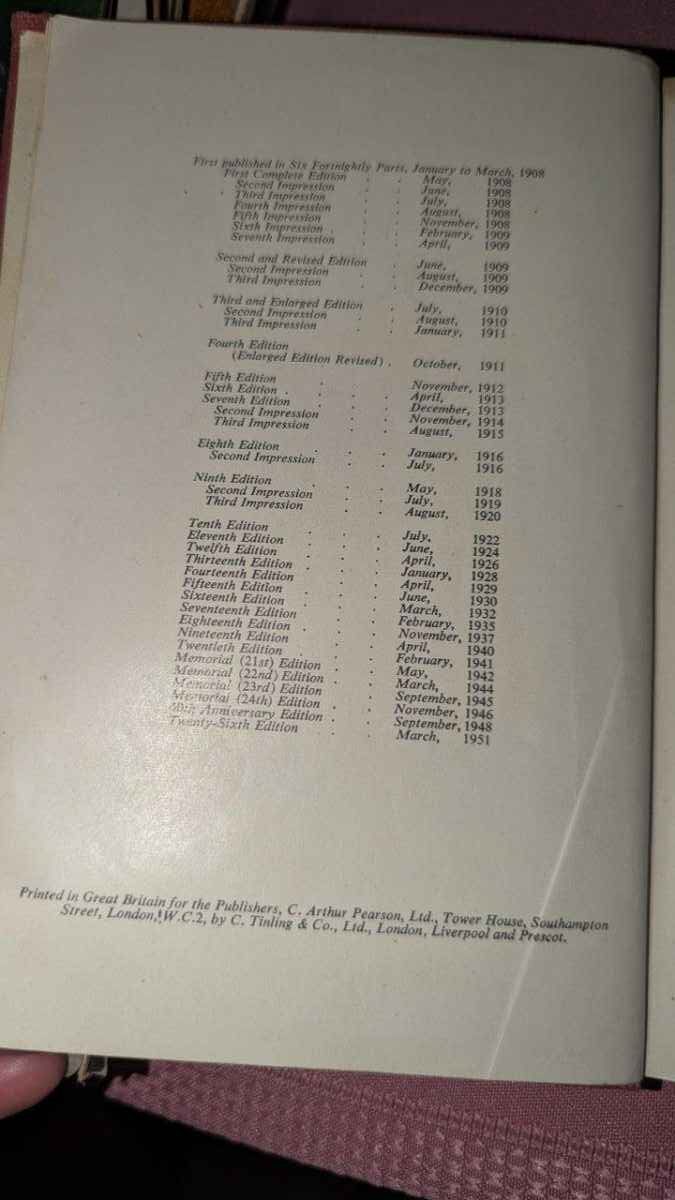 First published in Six Fortnightly Parts, January to March, 1908
First Complete Edition . . May, 1908
Second Impression . . June, 1908
Third Impression . . July, 1908
Fourth Impression . . August, 1908
Fifth Impression . . November, 1908
Sixth Impression . . . February, 1909
Seventh Impression . . April, 1909
Second and Revised Edition . June, 1909
Second Impression . . August, 1909
Third Impression . . December, 1909
Third and Enlarged Edition . July, 1910
Second Impression . . August, 1910
Third Impression . . January, 1911
Fourth Edition
(Enlarged Edition Revised) . October, 1911
Fifth Edition . . . November, 1912
Sixth Edition . . . . April, 1913
Seventh Edition . . . December, 1913
Second Impression . . November, 1914
Third Impression . . August, 1915
Eighth Edition . . . January, 1916
Second Impression . . July, 1916
Ninth Edition . . . May, 1918
Second Impression . . July, 1919
Third Impression . . August, 1920
Tenth Edition . . . July, 1922
Eleventh Edition . . . June, 1924
Twelfth Edition . . . April, 1926
Thirteenth Edition . . . January, 1928
Fourteenth Edition . . . April, 1929
Fifteenth Edition . . . June, 1930
Sixteenth Edition . . . March, 1932
Seventeenth Edition . . . February, 1935
Eighteenth Edition . . . November, 1937
Nineteenth Edition . . . April, 1940
Twentieth Edition . . . February, 1941
Memorial (21st) Edition . . May, 1942
Memorial (22nd) Edition . . March, 1944
Memorial (23rd) Edition . . September, 1945
Memorial (24th) Edition . . November, 1946
40th Anniversary Edition . . September, 1948
Twenty-Sixth Edition . . March, 1951
Printed in Great Britain for the Publishers, C. Arthur Pearson, Ltd., Tower House, Southampton
Street, London, W.C.2, by C. Tinling & Co., Ltd., London, Liverpool and Prescot.